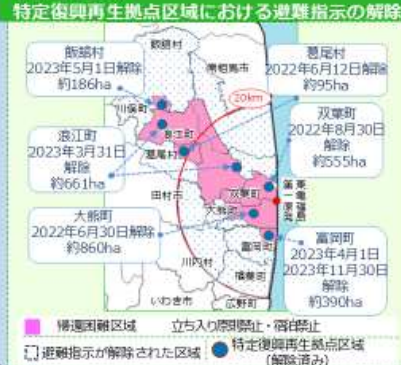 特定復興再生拠点区域における避難指示の解除
飯舘村
2023年5月1日解除
約186ha
葛尾村
2022年6月12日解除
約95ha
双葉町
2022年8月30日
解除
約555ha
浪江町
2023年3月31日
解除
約661ha
大熊町
2022年6月30日解除
約860ha
富岡町
2023年4月1日
2023年11月30日
解除
約390ha
飯舘村
南相馬市
川俣町
20km
浪江町
葛尾村
田村市
双葉町
大熊町
富岡町
川内村
楢葉町
いわき市
広野町
東電福島
第一原発
帰還困難区域 立ち入り原則禁止・宿泊禁止
避難指示が解除された区域
特定復興再生拠点区域
(解除済み)